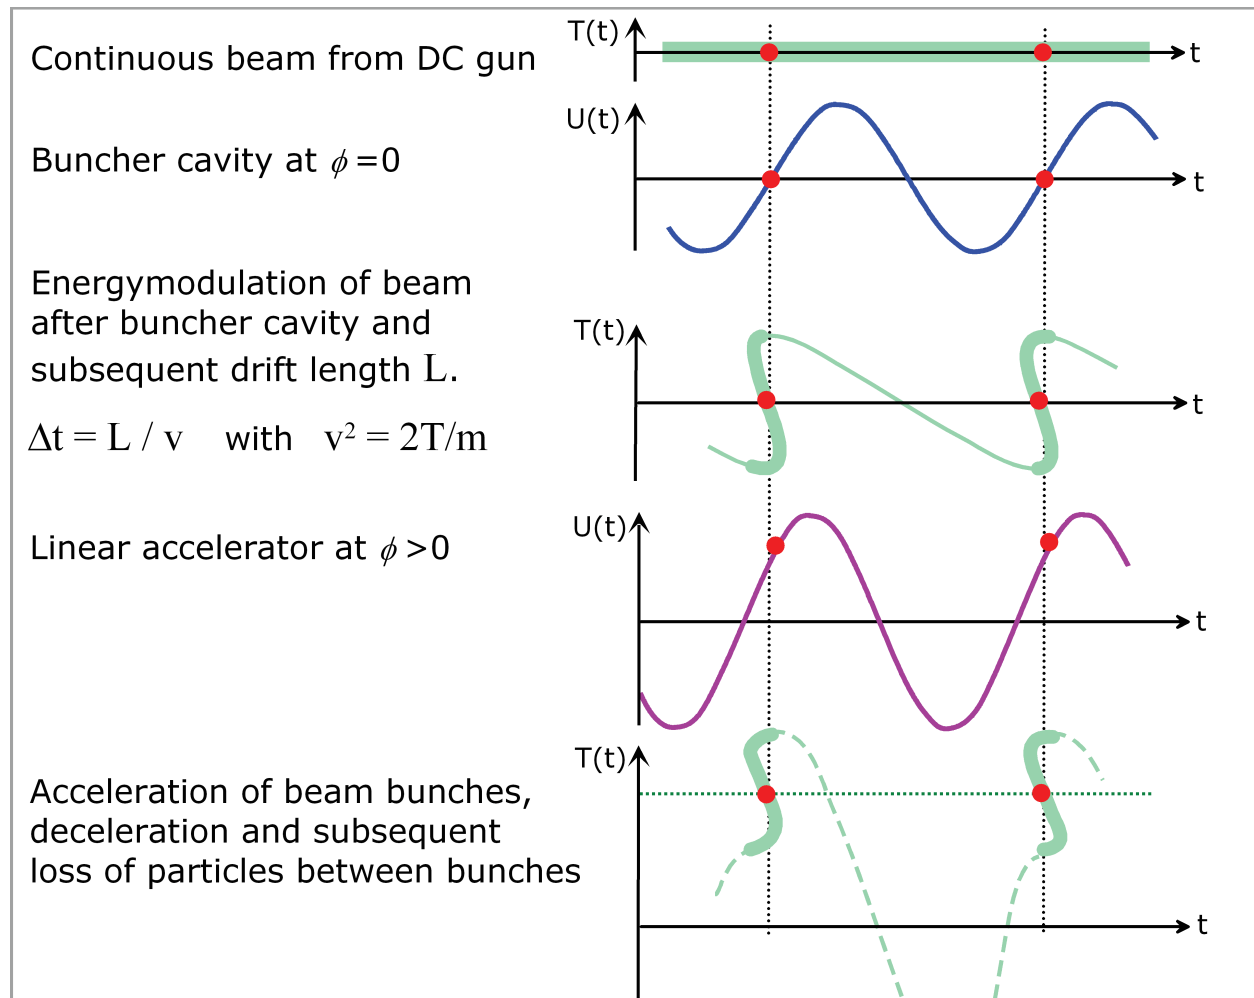 Continuous beam from DC gun
T(t)
t
Buncher cavity at ϕ=0
U(t)
t
Energymodulation of beam
after buncher cavity and
subsequent drift length L.
Δt = L / v with v² = 2T/m
T(t)
t
Linear accelerator at ϕ>0
U(t)
t
Acceleration of beam bunches,
deceleration and subsequent
loss of particles between bunches
T(t)
t